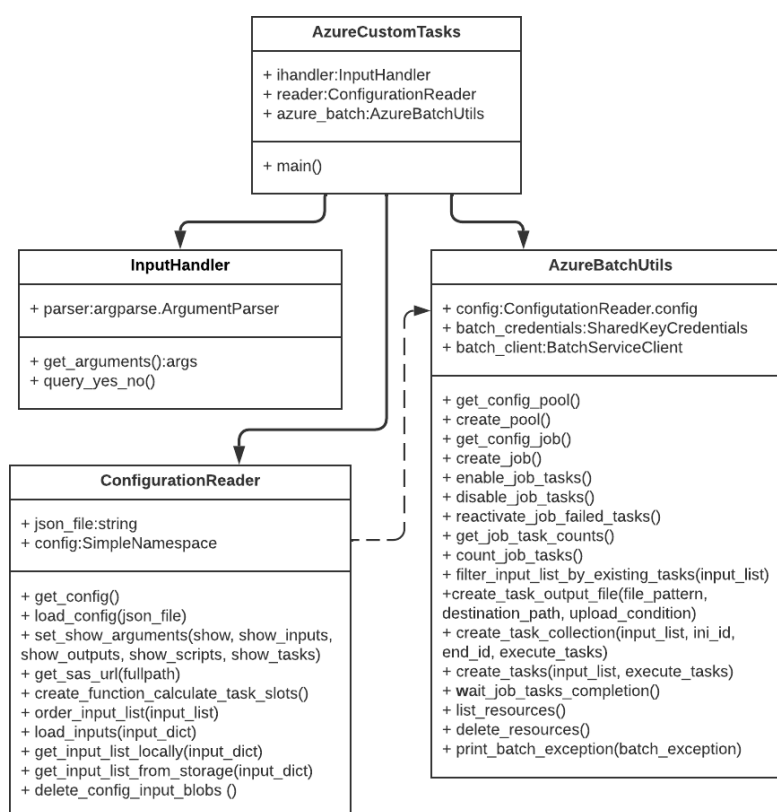 AzureCustomTasks
+ ihandler:InputHandler
+ reader:ConfigurationReader
+ azure_batch:AzureBatchUtils
+ main()
InputHandler
+ parser:argparse.ArgumentParser
+ get_arguments():args
+ query_yes_no()
AzureBatchUtils
+ config:ConfigutationReader.config
+ batch_credentials:SharedKeyCredentials
+ batch_client:BatchServiceClient
+ get_config_pool()
+ create_pool()
+ get_config_job()
+ create_job()
+ enable_job_tasks()
+ disable_job_tasks()
+ reactivate_job_failed_tasks()
+ get_job_task_counts()
+ count_job_tasks()
+ filter_input_list_by_existing_tasks(input_list)
+create_task_output_file(file_pattern,
destination_path, upload_condition)
+ create_task_collection(input_list, ini_id,
end_id, execute_tasks)
+ create_tasks(input_list, execute_tasks)
+ wait_job_tasks_completion()
+ list_resources()
+ delete_resources()
+ print_batch_exception(batch_exception)
ConfigurationReader
+ json_file:string
+ config:SimpleNamespace
+ get_config()
+ load_config(json_file)
+ set_show_arguments(show, show_inputs,
show_outputs, show_scripts, show_tasks)
+ get_sas_url(fullpath)
+ create_function_calculate_task_slots()
+ order_input_list(input_list)
+ load_inputs(input_dict)
+ get_input_list_locally(input_dict)
+ get_input_list_from_storage(input_dict)
+ delete_config_input_blobs ()